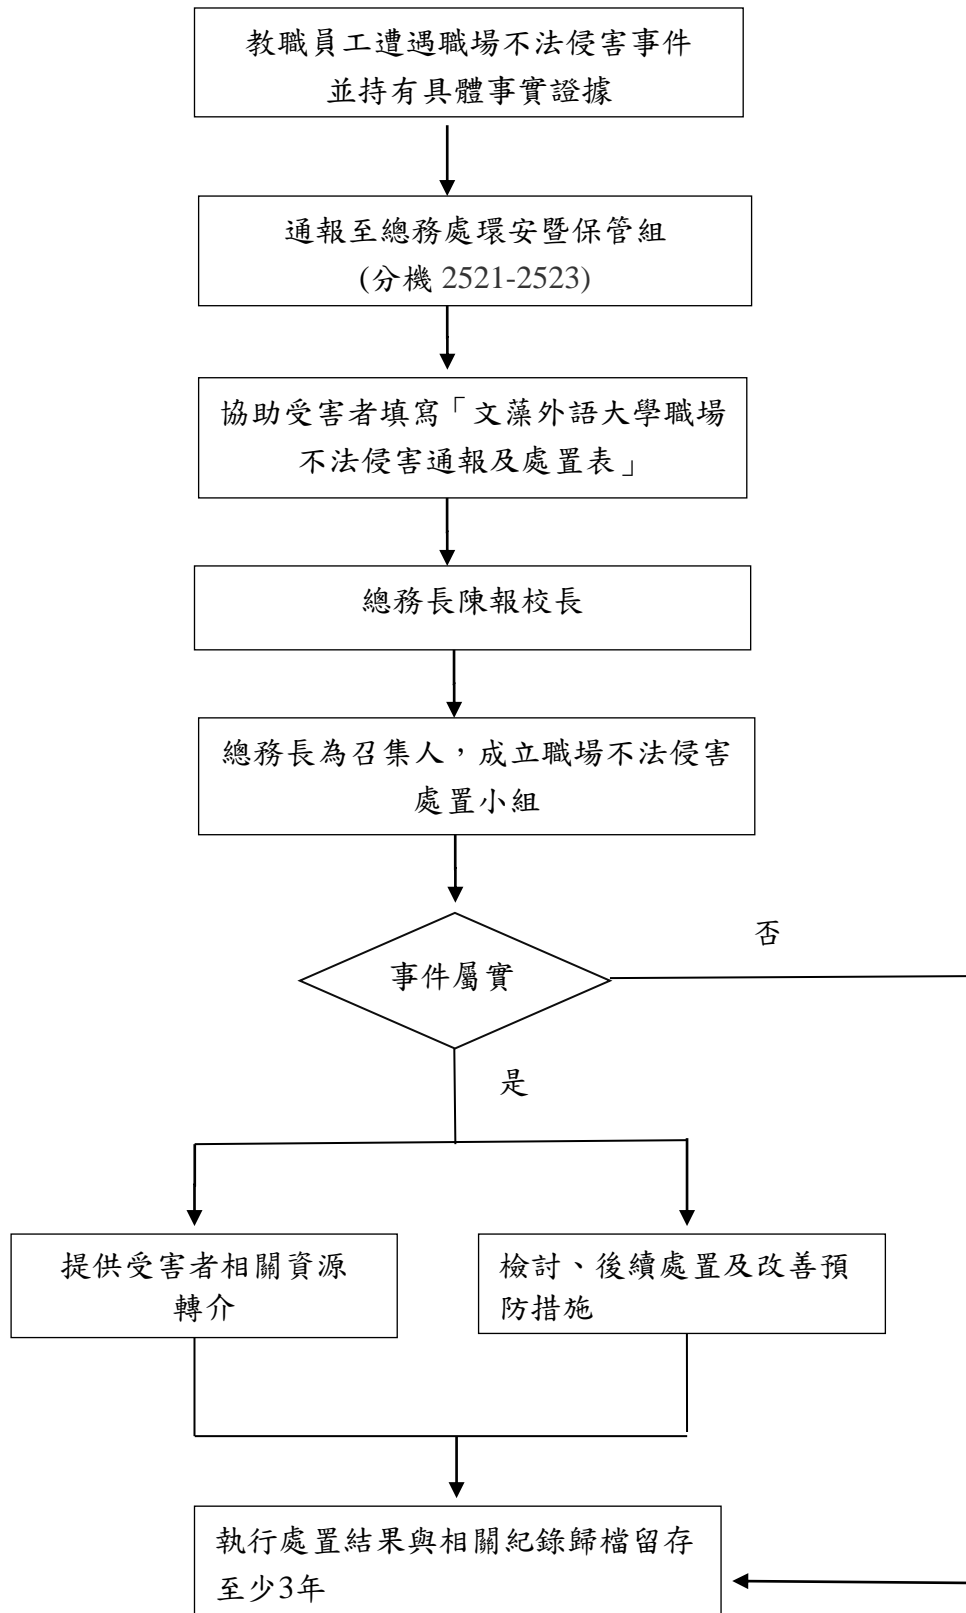 教職員工遭遇職場不法侵害事件
並持有具體事實證據
通報至總務處環安暨保管組
(分機 2521-2523)
協助受害者填寫「文藻外語大學職場
不法侵害通報及處置表」
總務長陳報校長
總務長為召集人，成立職場不法侵害
處置小組
事件屬實
否
是
提供受害者相關資源
轉介
檢討、後續處置及改善預
防措施
執行處置結果與相關紀錄歸檔留存
至少3年